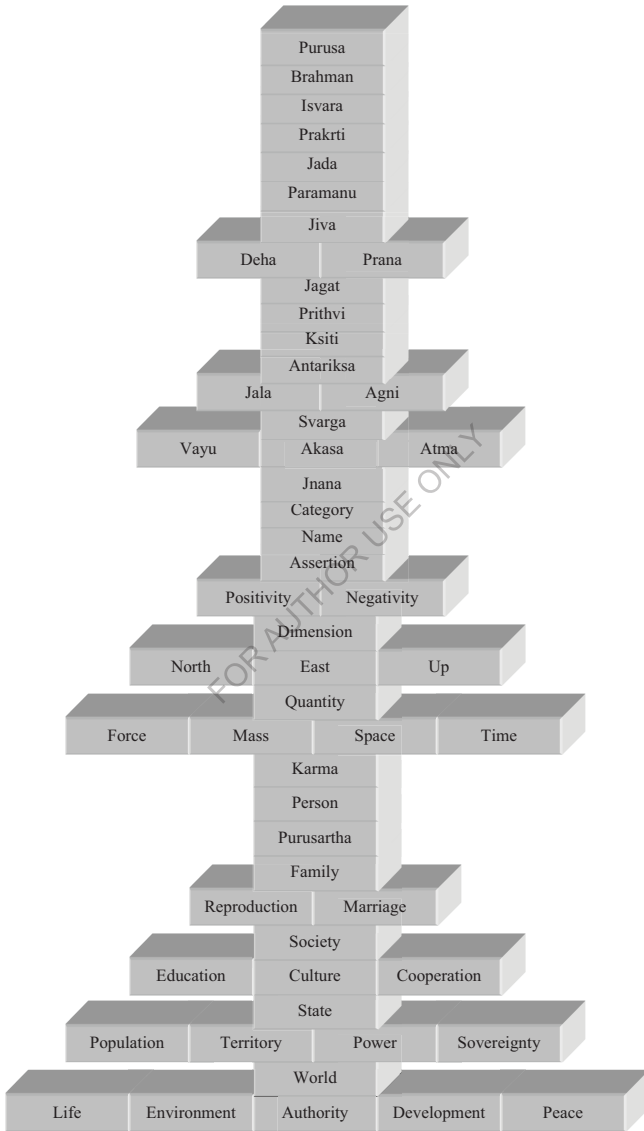 Purusa
Brahman
Isvara
Prakrti
Jada
Paramanu
Jiva
Deha Prana
Jagat
Prithvi
Ksiti
Antariksa
Jala Agni
Svarga
Vayu Akasa Atma
Jnana
Category
Name
Assertion
Positivity Negativity
Dimension
North East Up
Quantity
Force Mass Space Time
Karma
Person
Purusartha
Family
Reproduction Marriage
Society
Education Culture Cooperation
State
Population Territory Power Sovereignty
World
Life Environment Authority Development Peace
FOR AUTHOR USE ONLY